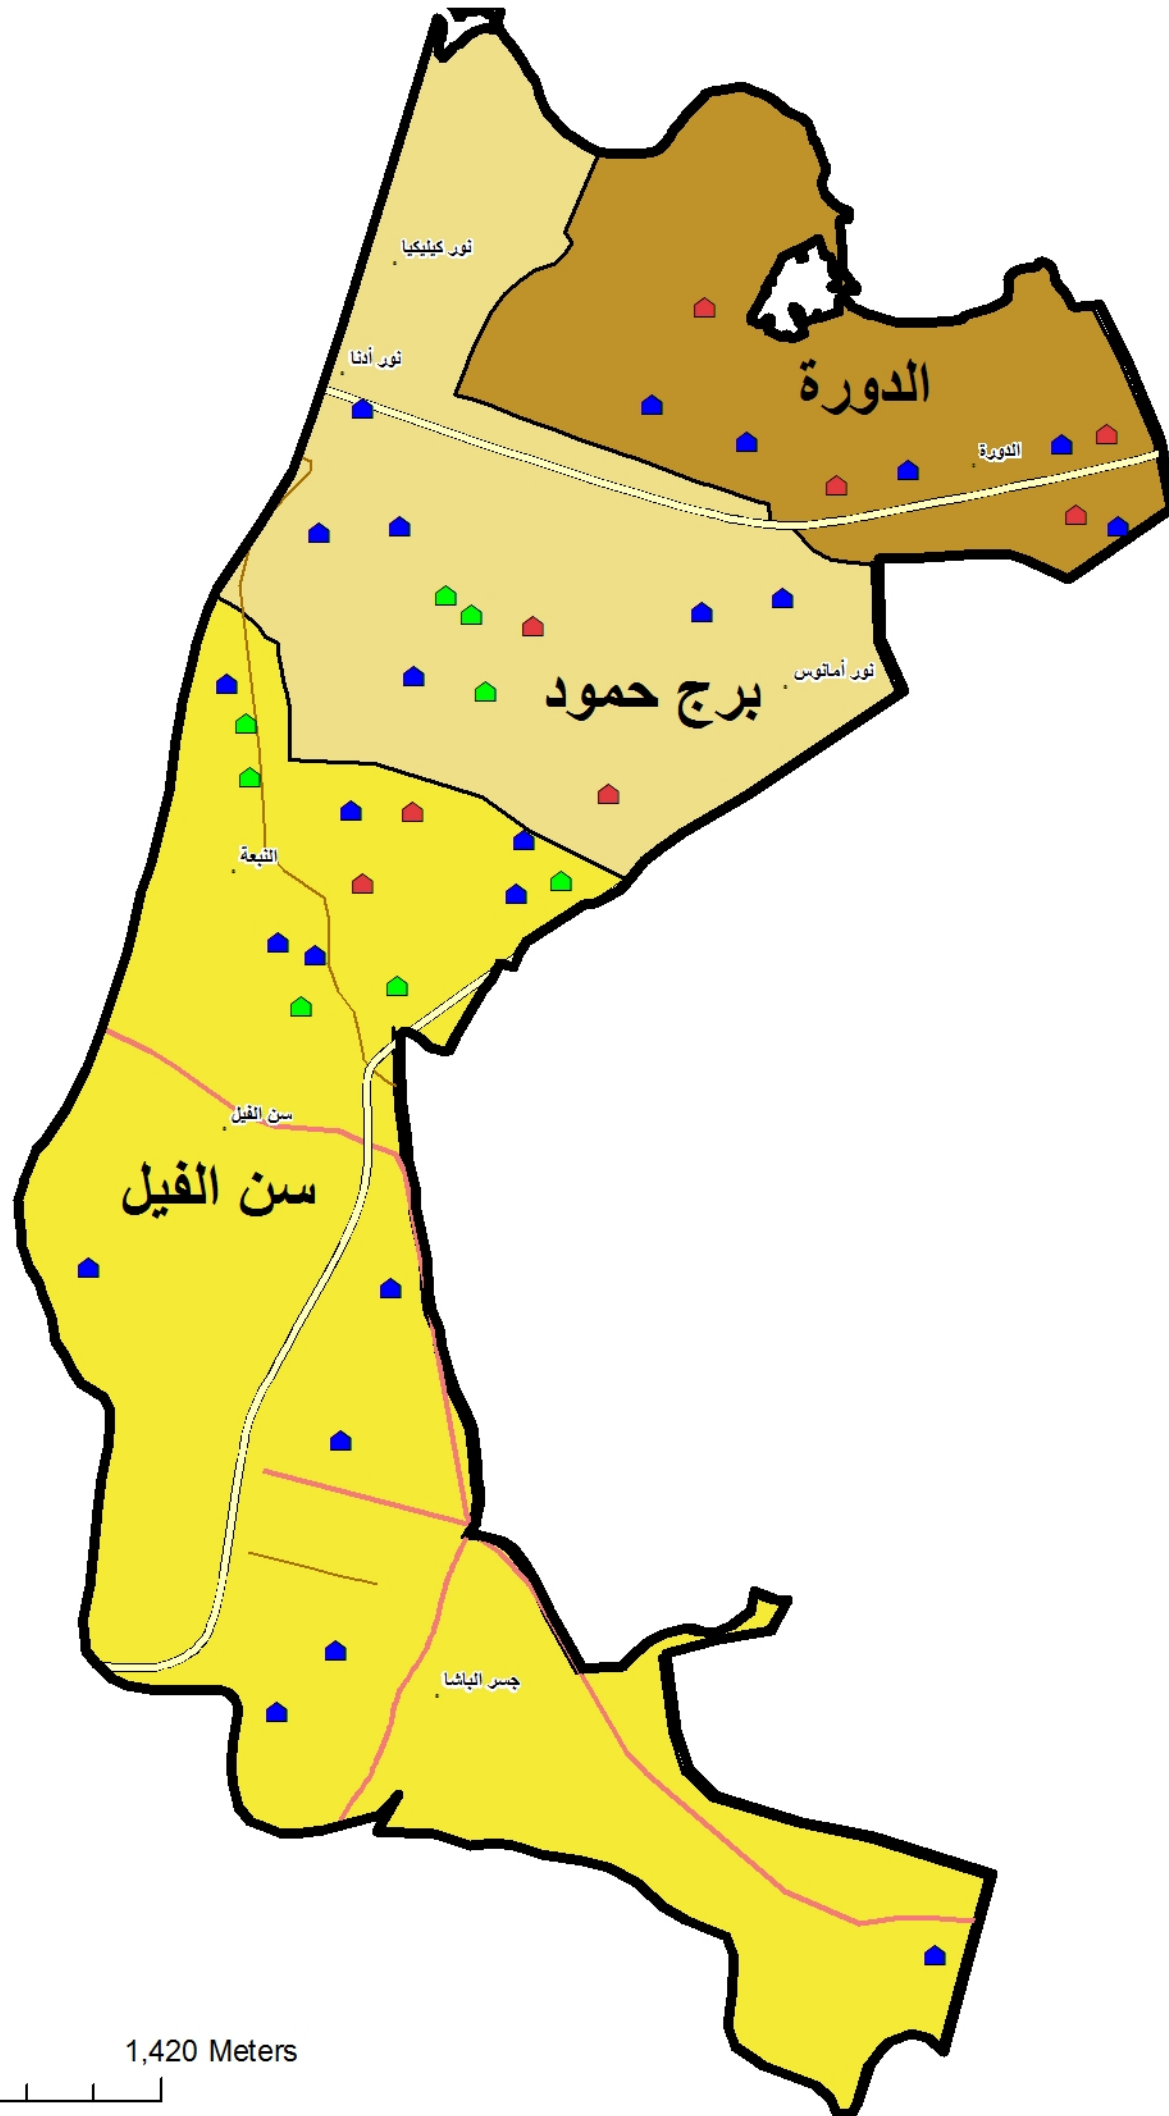 نور كيليكيا
نور أدنا
الدورة
الدورة
برج حمود
نور أمانوس
النبعة
سن الفيل
سن الفيل
جسر الباشا
1,420 Meters